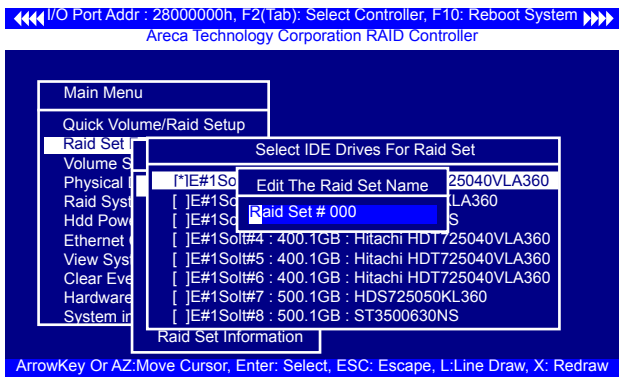 I/O Port Addr : 28000000h, F2(Tab): Select Controller, F10: Reboot System
Areca Technology Corporation RAID Controller
Main Menu
Quick Volume/Raid Setup
Raid Set
Volume S
Physical
Raid Syst
Hdd Pow
Ethernet
View Sys
Clear Eve
Hardware
System in
Select IDE Drives For Raid Set
[*]E#1So 25040VLA360
[ ]E#1So LA360
[ ]E#1So S
[ ]E#1Solt#4 : 400.1GB : Hitachi HDT725040VLA360
[ ]E#1Solt#5 : 400.1GB : Hitachi HDT725040VLA360
[ ]E#1Solt#6 : 400.1GB : Hitachi HDT725040VLA360
[ ]E#1Solt#7 : 500.1GB : HDS725050KL360
[ ]E#1Solt#8 : 500.1GB : ST3500630NS
Edit The Raid Set Name
Raid Set # 000
Raid Set Information
ArrowKey Or AZ:Move Cursor, Enter: Select, ESC: Escape, L:Line Draw, X: Redraw